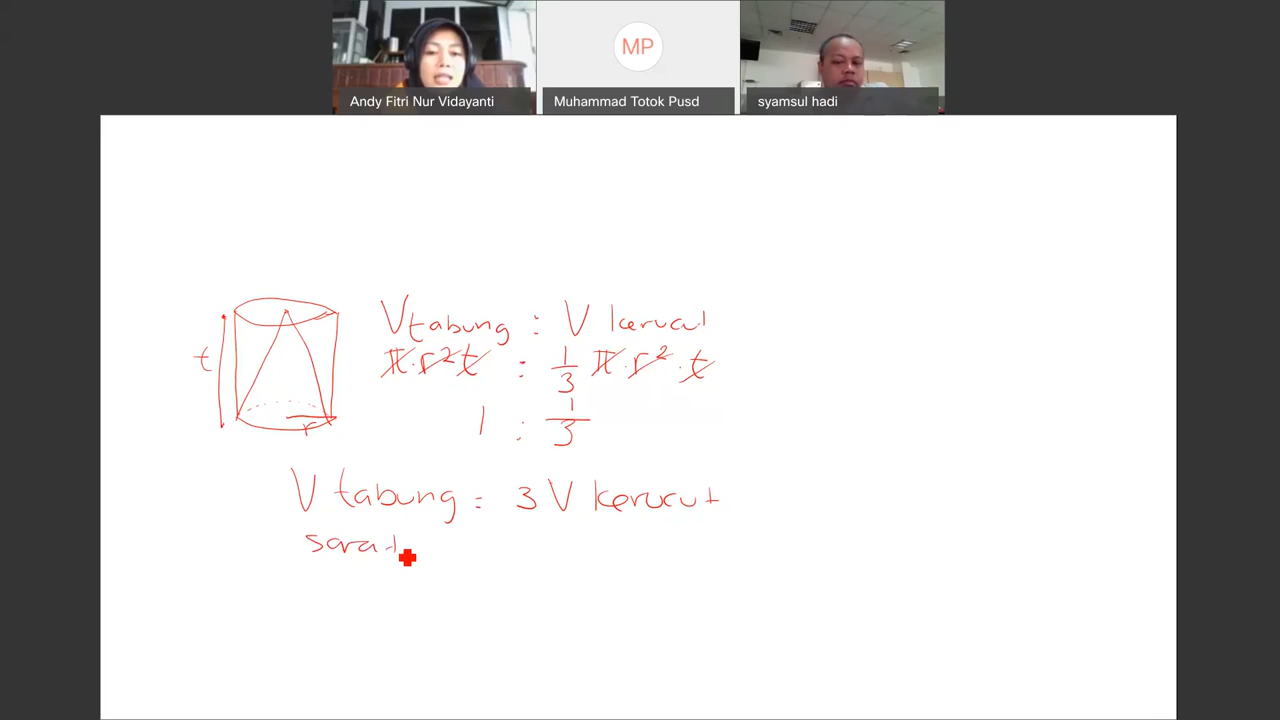 MP
Andy Fitri Nur Vidayanti
Muhammad Totok Pusd
syamsul hadi
V tabung : V kerucut
π·r²t : 1/3 π·r²·t
t
1 : 1/3
r
V tabung = 3 V kerucut
sarat